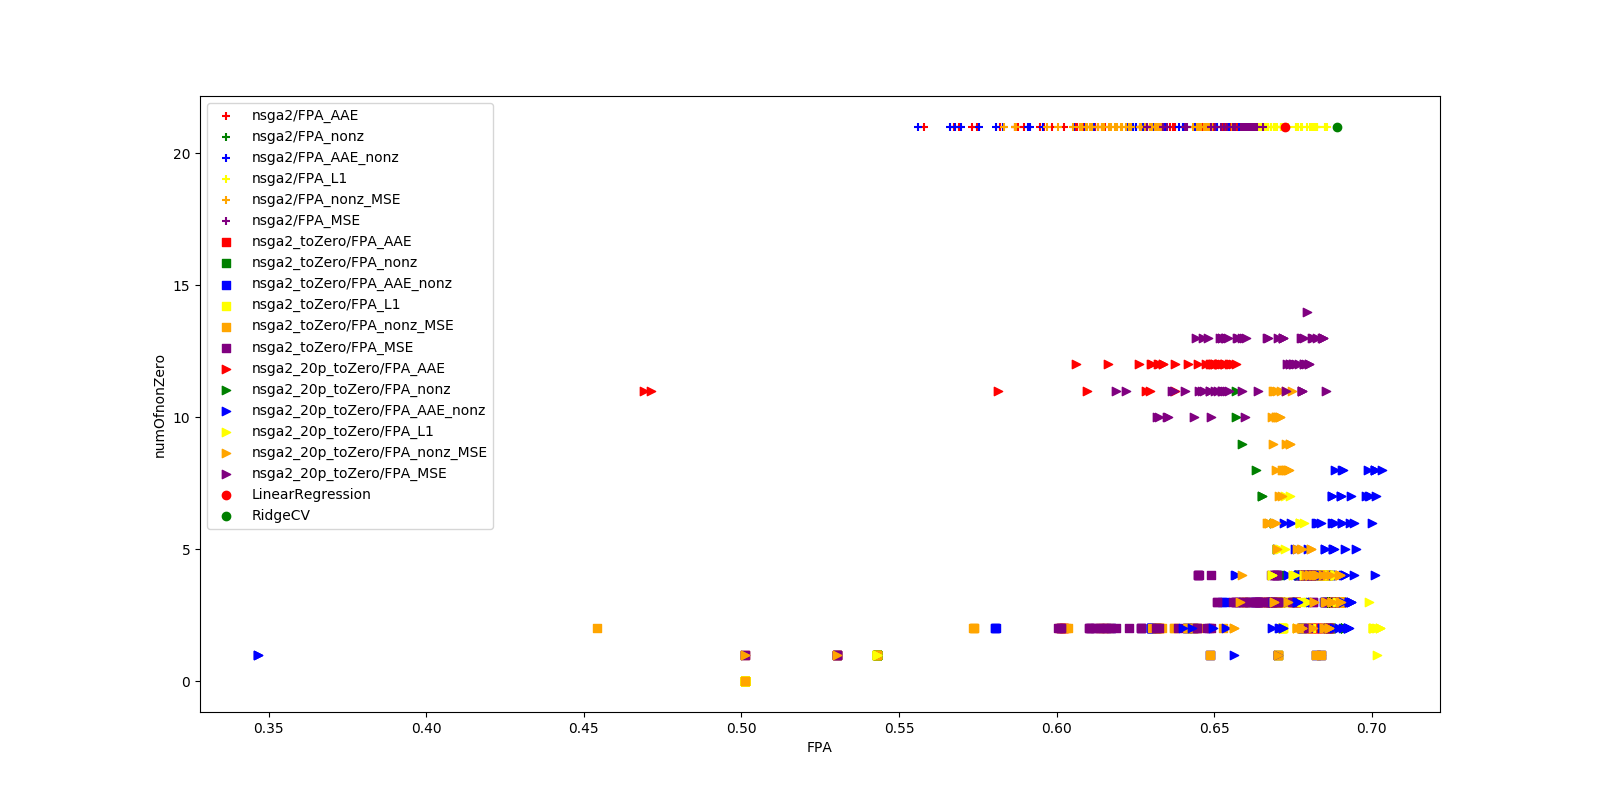 nsga2/FPA_AAE
nsga2/FPA_nonz
nsga2/FPA_AAE_nonz
nsga2/FPA_L1
nsga2/FPA_nonz_MSE
nsga2/FPA_MSE
nsga2_toZero/FPA_AAE
nsga2_toZero/FPA_nonz
nsga2_toZero/FPA_AAE_nonz
nsga2_toZero/FPA_L1
nsga2_toZero/FPA_nonz_MSE
nsga2_toZero/FPA_MSE
nsga2_20p_toZero/FPA_AAE
nsga2_20p_toZero/FPA_nonz
nsga2_20p_toZero/FPA_AAE_nonz
nsga2_20p_toZero/FPA_L1
nsga2_20p_toZero/FPA_nonz_MSE
nsga2_20p_toZero/FPA_MSE
LinearRegression
RidgeCV
numOfnonZero
20
15
10
5
0
0.35 0.40 0.45 0.50 0.55 0.60 0.65 0.70
FPA